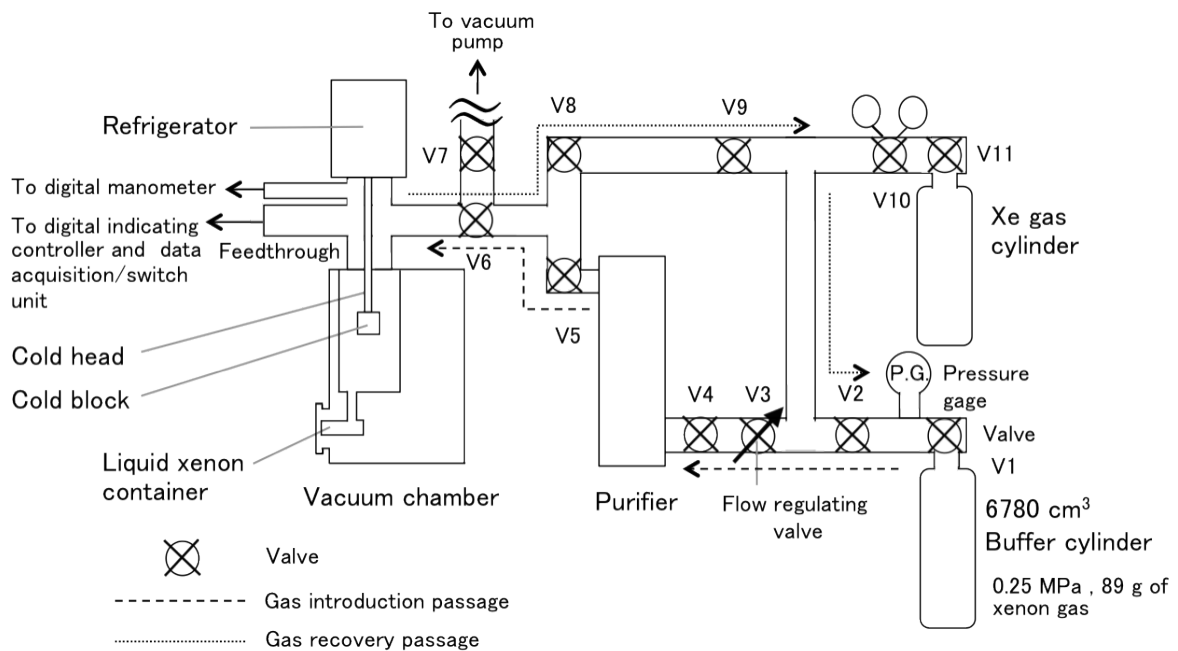 To vacuum
pump
V8
V9
Refrigerator
V7
V11
To digital manometer
V10
Xe gas
cylinder
To digital indicating
controller and data
acquisition/switch
unit
Feedthrough
V6
V5
Cold head
Cold block
P.G.
Pressure
gage
V4
V3
V2
Valve
V1
Liquid xenon
container
Vacuum chamber
Purifier
Flow regulating
valve
6780 cm³
Buffer cylinder
0.25 MPa , 89 g of
xenon gas
Valve
Gas introduction passage
Gas recovery passage